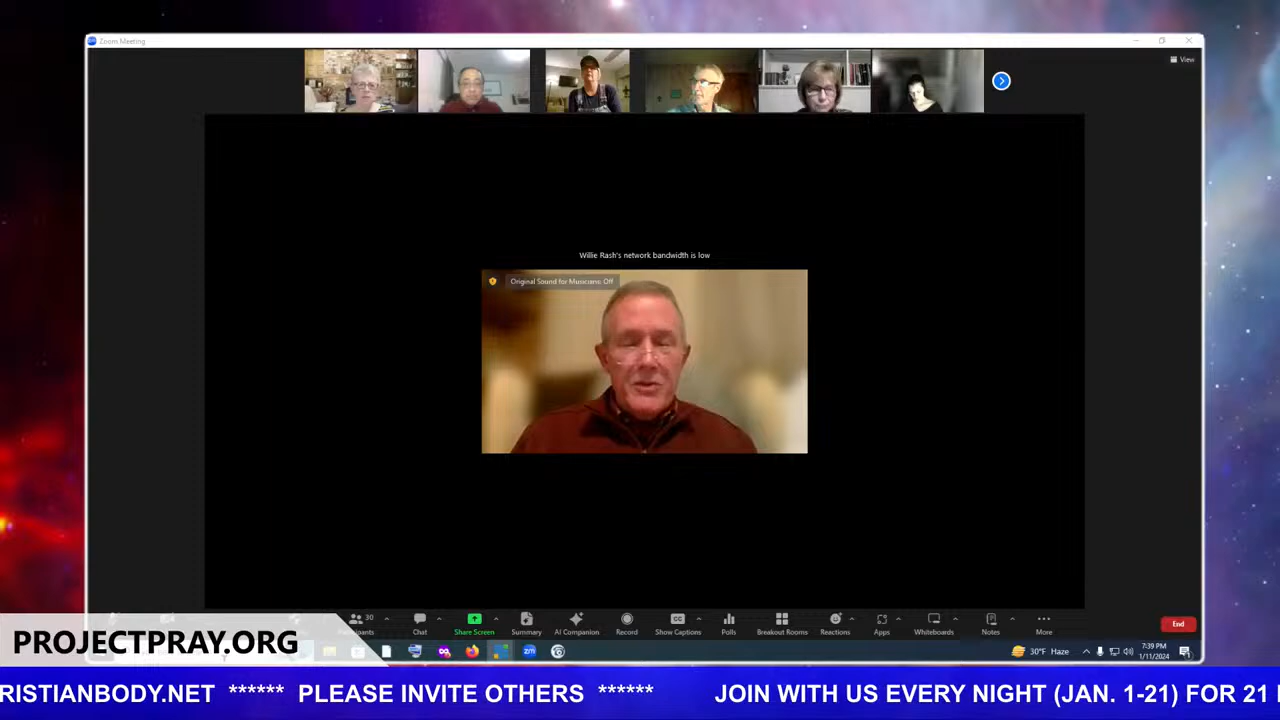 Zoom Meeting
View
Willie Rash's network bandwidth is low
Original Sound for Musicians: Off
30
Participants
Chat
Share Screen
Summary
AI Companion
Record
CC
Show Captions
Polls
Breakout Rooms
Reactions
Apps
Whiteboards
Notes
More
End
PROJECTPRAY.ORG
zm
30°F Haze
7:39 PM
1/11/2024
RISTIANBODY.NET ****** PLEASE INVITE OTHERS ****** JOIN WITH US EVERY NIGHT (JAN. 1-21) FOR 21